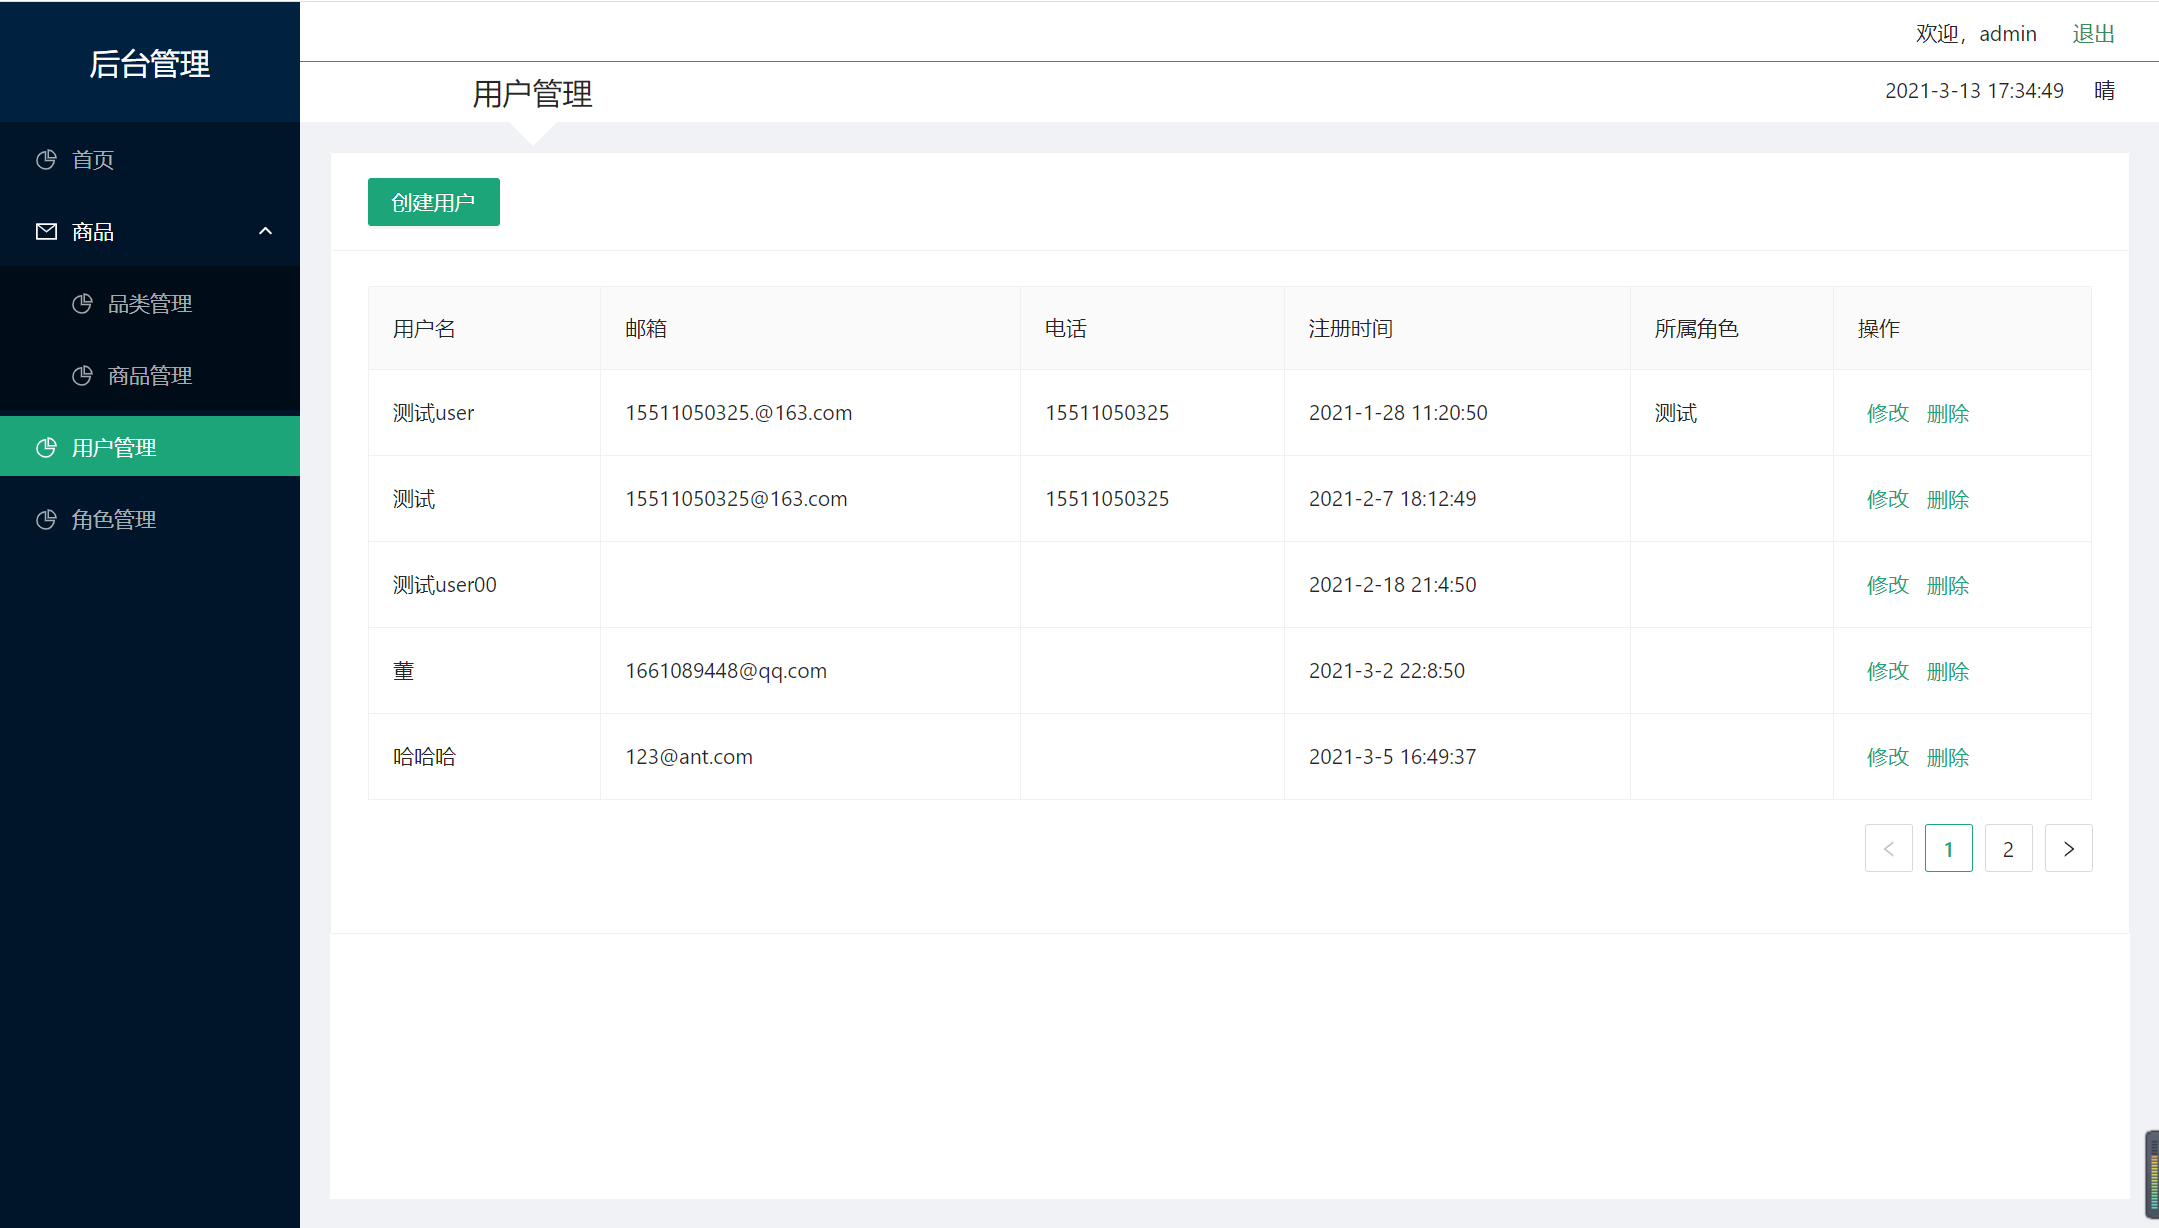 后台管理
首页
商品
品类管理
商品管理
用户管理
角色管理
欢迎，admin 退出
用户管理 2021-3-13 17:34:49 晴
创建用户
用户名 邮箱 电话 注册时间 所属角色 操作
测试user 15511050325.@163.com 15511050325 2021-1-28 11:20:50 测试 修改 删除
测试 15511050325@163.com 15511050325 2021-2-7 18:12:49 修改 删除
测试user00 2021-2-18 21:4:50 修改 删除
董 1661089448@qq.com 2021-3-2 22:8:50 修改 删除
哈哈哈 123@ant.com 2021-3-5 16:49:37 修改 删除
< 1 2 >